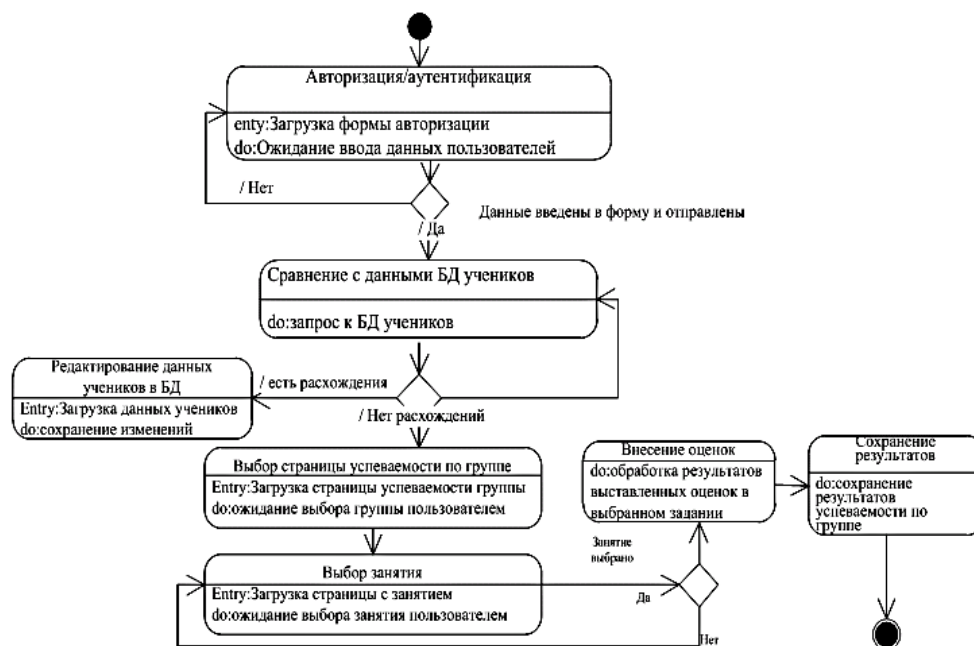 Авторизация/аутентификация
enty:Загрузка формы авторизации
do:Ожидание ввода данных пользователей
/ Нет
Данные введены в форму и отправлены
/ Да
Сравнение с данными БД учеников
do:запрос к БД учеников
Редактирование данных
учеников в БД
Entry:Загрузка данных учеников
do:сохранение изменений
/ есть расхождения
/ Нет расхождений
Выбор страницы успеваемости по группе
Entry:Загрузка страницы успеваемости группы
do:ожидание выбора группы пользователем
Внесение оценок
do:обработка результатов
выставленных оценок в
выбранном задании
Сохранение
результатов
do:сохранение
результатов
успеваемости по
группе
Занятие
выбрано
Выбор занятия
Entry:Загрузка страницы с занятием
do:ожидание выбора занятия пользователем
Да
Нет